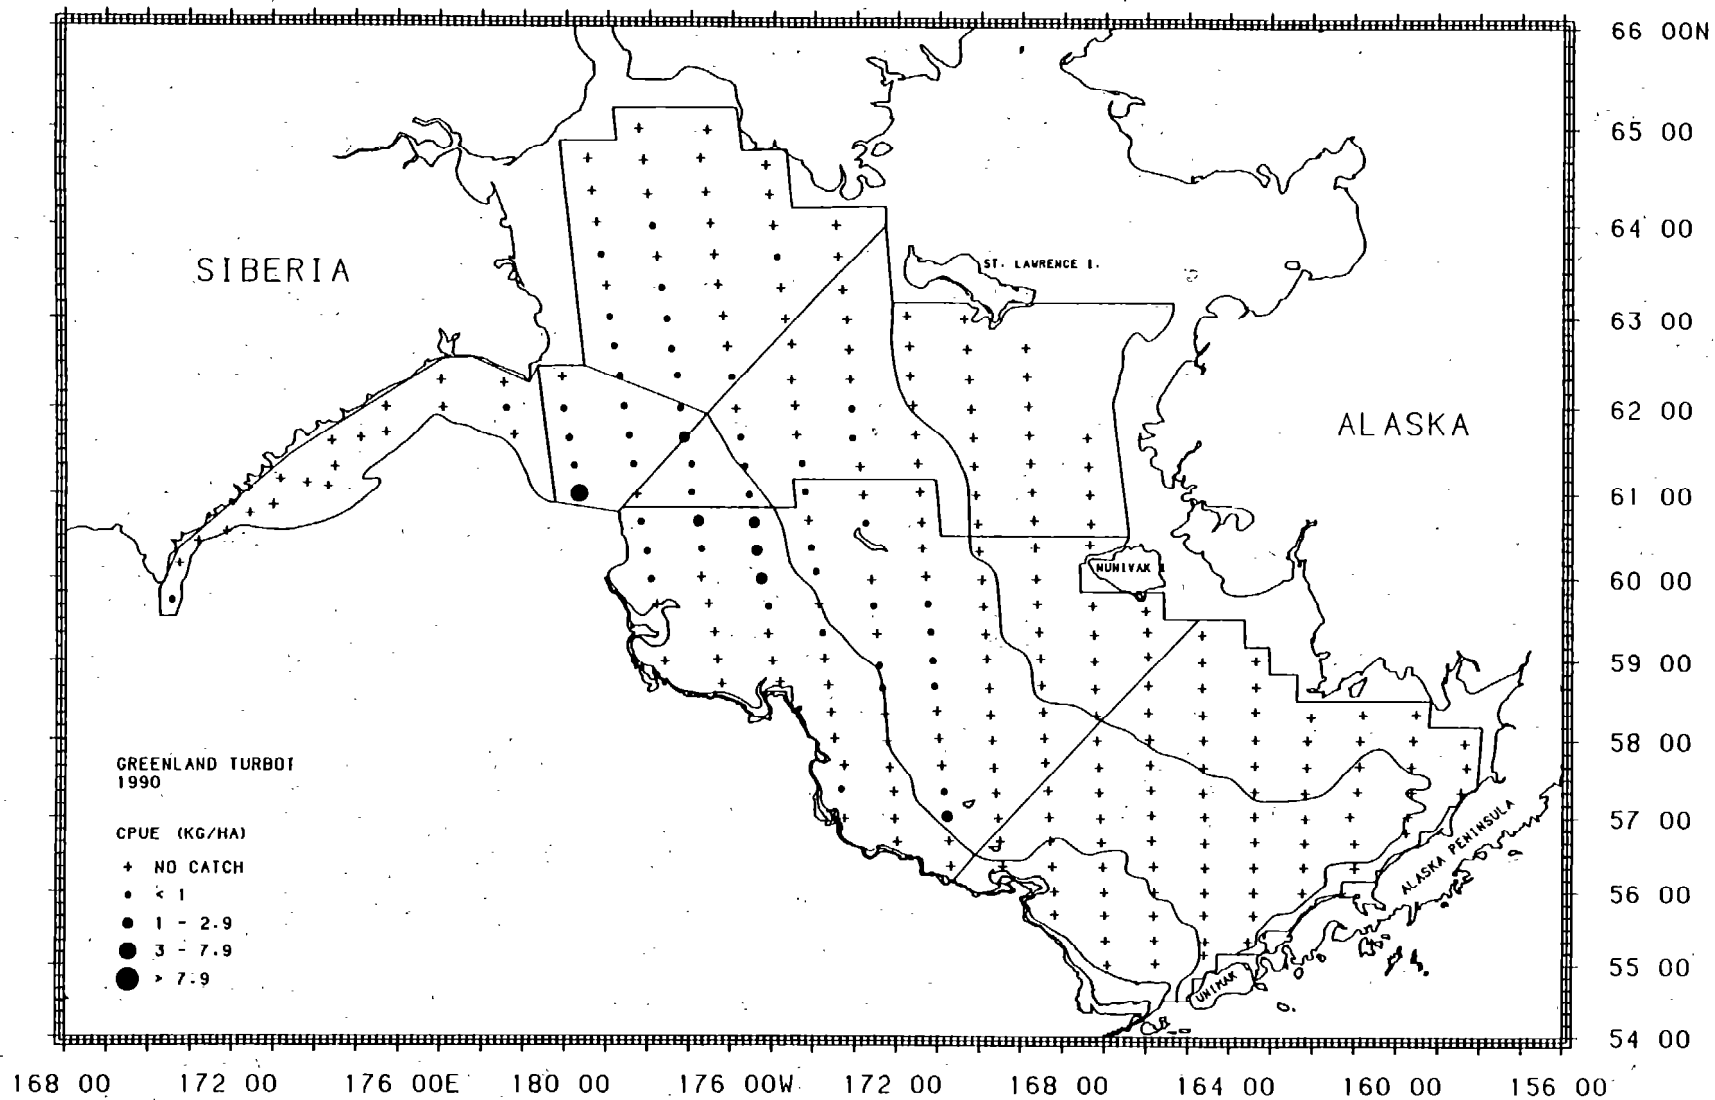 66 00N
65 00
64 00
SIBERIA
ST. LAWRENCE I.
63 00
62 00
ALASKA
61 00
60 00
NUNIVAK I
59 00
58 00
GREENLAND TURBOT
1990
57 00
CPUE (KG/HA)
ALASKA PENINSULA
+ NO CATCH
• < 1
56 00
• 1 - 2.9
• 3 - 7.9
55 00
• > 7.9
UNIMAK
54 00
168 00 172 00 176 00E 180 00 176 00W 172 00 168 00 164 00 160 00 156 00